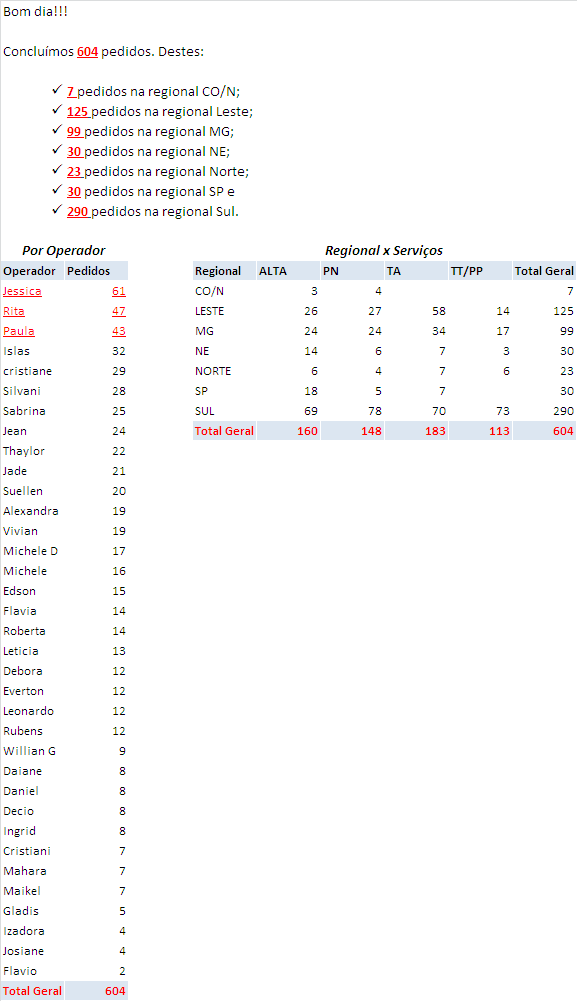 Bom dia!!!
Concluímos 604 pedidos. Destes:
✓ 7 pedidos na regional CO/N;
✓ 125 pedidos na regional Leste;
✓ 99 pedidos na regional MG;
✓ 30 pedidos na regional NE;
✓ 23 pedidos na regional Norte;
✓ 30 pedidos na regional SP e
✓ 290 pedidos na regional Sul.
Por Operador
Operador Pedidos
Jessica 61
Rita 47
Paula 43
Islas 32
cristiane 29
Silvani 28
Sabrina 25
Jean 24
Thaylor 22
Jade 21
Suellen 20
Alexandra 19
Vivian 19
Michele D 17
Michele 16
Edson 15
Flavia 14
Roberta 14
Leticia 13
Debora 12
Everton 12
Leonardo 12
Rubens 12
Willian G 9
Daiane 8
Daniel 8
Decio 8
Ingrid 8
Cristiani 7
Mahara 7
Maikel 7
Gladis 5
Izadora 4
Josiane 4
Flavio 2
Total Geral 604
Regional x Serviços
Regional ALTA PN TA TT/PP Total Geral
CO/N 3 4 7
LESTE 26 27 58 14 125
MG 24 24 34 17 99
NE 14 6 7 3 30
NORTE 6 4 7 6 23
SP 18 5 7 30
SUL 69 78 70 73 290
Total Geral 160 148 183 113 604